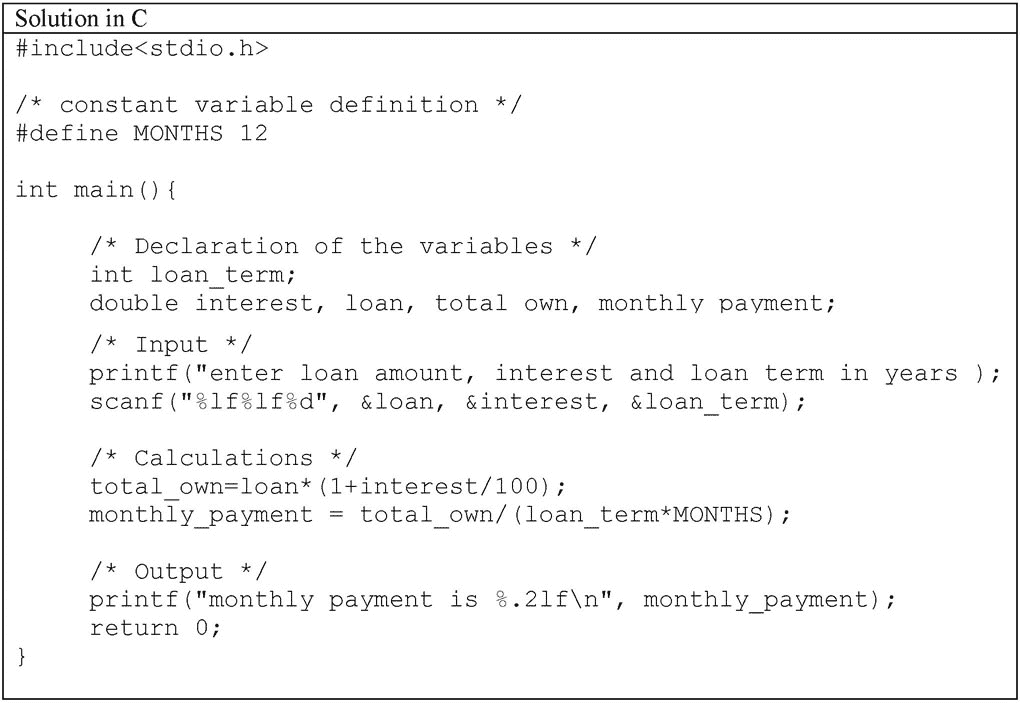 Solution in C
#include<stdio.h>
/* constant variable definition */
#define MONTHS 12
int main(){
/* Declaration of the variables */
int loan_term;
double interest, loan, total own, monthly payment;
/* Input */
printf("enter loan amount, interest and loan term in years );
scanf("%lf%lf%d", &loan, &interest, &loan_term);
/* Calculations */
total_own=loan*(1+interest/100);
monthly_payment = total_own/(loan_term*MONTHS);
/* Output */
printf("monthly payment is %.2lf\n", monthly_payment);
return 0;
}